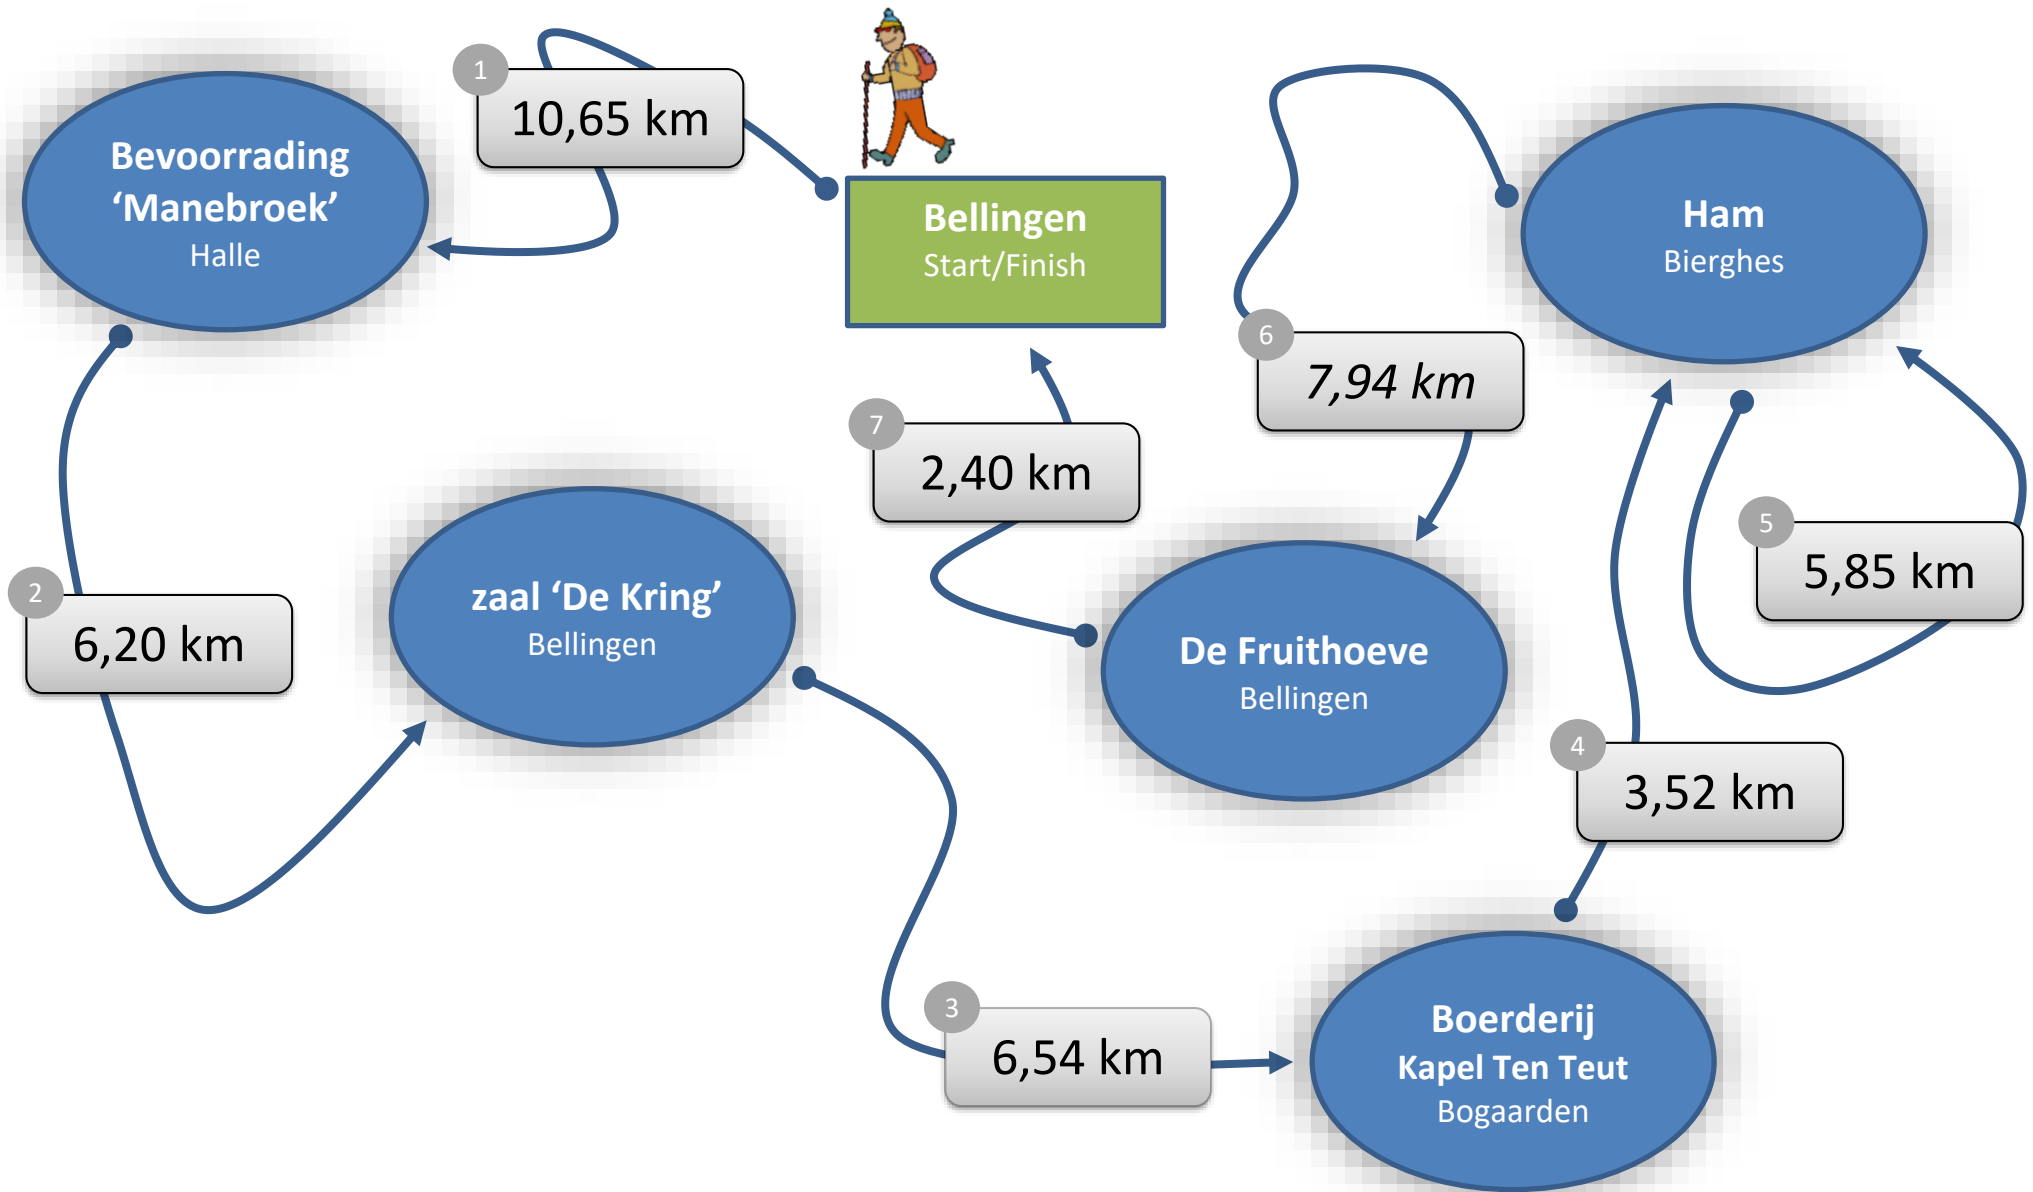 1
10,65 km
Bevoorrading
‘Manebroek’
Halle
Bellingen
Start/Finish
Ham
Bierghes
6
7,94 km
7
2,40 km
5
5,85 km
2
6,20 km
zaal ‘De Kring’
Bellingen
De Fruithoeve
Bellingen
4
3,52 km
3
6,54 km
Boerderij
Kapel Ten Teut
Bogaarden